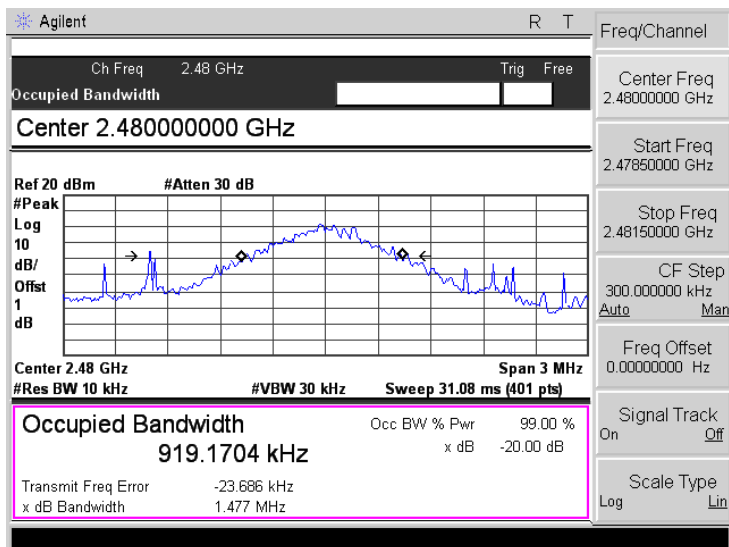 Agilent R T
Ch Freq 2.48 GHz Trig Free
Occupied Bandwidth
Center 2.480000000 GHz
Ref 20 dBm #Atten 30 dB
#Peak
Log
10
dB/
Offst
1
dB
Center 2.48 GHz Span 3 MHz
#Res BW 10 kHz #VBW 30 kHz Sweep 31.08 ms (401 pts)
Occupied Bandwidth
919.1704 kHz
Occ BW % Pwr 99.00 %
x dB -20.00 dB
Transmit Freq Error -23.686 kHz
x dB Bandwidth 1.477 MHz
Freq/Channel
Center Freq
2.48000000 GHz
Start Freq
2.47850000 GHz
Stop Freq
2.48150000 GHz
CF Step
300.000000 kHz
Auto Man
Freq Offset
0.00000000 Hz
Signal Track
On Off
Scale Type
Log Lin